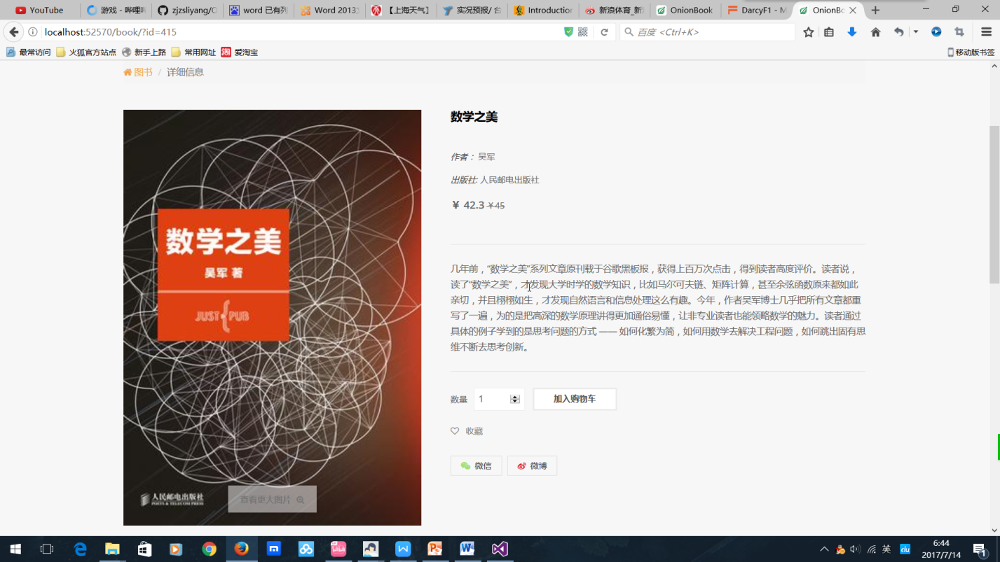 YouTube
游戏 - 哔哩
zjzsliyang/O
word 已有列
Word 2013
【上海天气】
实况预报/ 台
Introduction
新浪体育_新
OnionBook
DarcyF1 - M
OnionBo
localhost:52570/book/?id=415
百度 <Ctrl+K>
最常访问
火狐官方站点
新手上路
常用网址
淘
爱淘宝
移动版书签
图书 / 详细信息
数学之美
吴军 著
JUST PUB
人民邮电出版社
POSTS & TELECOM PRESS
查看更大图片
数学之美
作者： 吴军
出版社: 人民邮电出版社
¥ 42.3 ¥45
几年前，“数学之美”系列文章原刊载于谷歌黑板报，获得上百万次点击，得到读者高度评价。读者说，
读了“数学之美”，才发现大学时学的数学知识，比如马尔可夫链、矩阵计算，甚至余弦函数原来都如此
亲切，并且栩栩如生，才发现自然语言和信息处理这么有趣。今年，作者吴军博士几乎把所有文章都重
写了一遍，为的是把高深的数学原理讲得更加通俗易懂，让非专业读者也能领略数学的魅力。读者通过
具体的例子学到的是思考问题的方式 —— 如何化繁为简，如何用数学去解决工程问题，如何跳出固有思
维不断去思考创新。
数量 1 加入购物车
收藏
微信 微博
英
du
6:44
2017/7/14
1